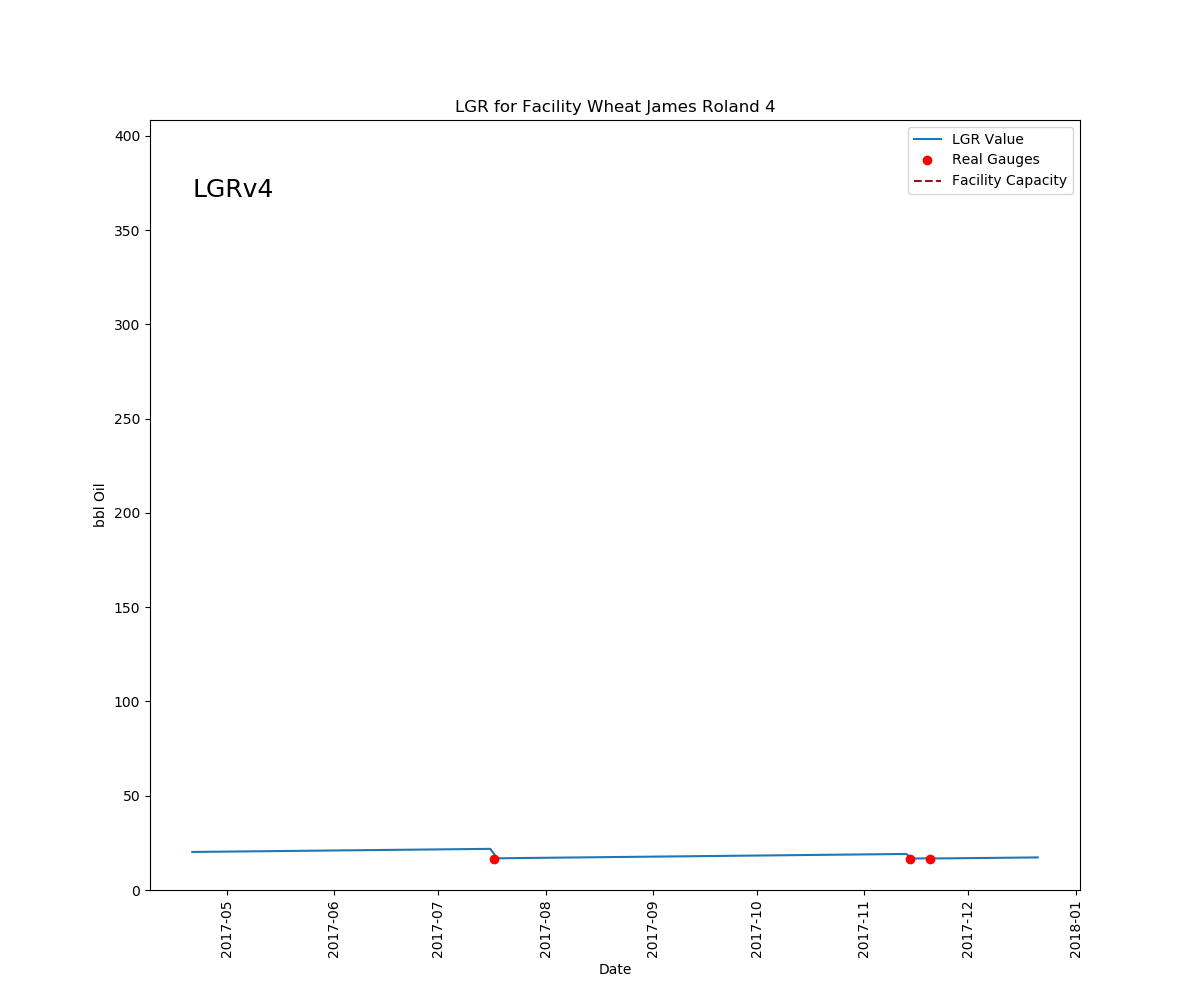 LGR for Facility Wheat James Roland 4
LGRv4
LGR Value
Real Gauges
Facility Capacity
bbl Oil
400
350
300
250
200
150
100
50
0
2017-05
2017-06
2017-07
2017-08
2017-09
2017-10
2017-11
2017-12
2018-01
Date